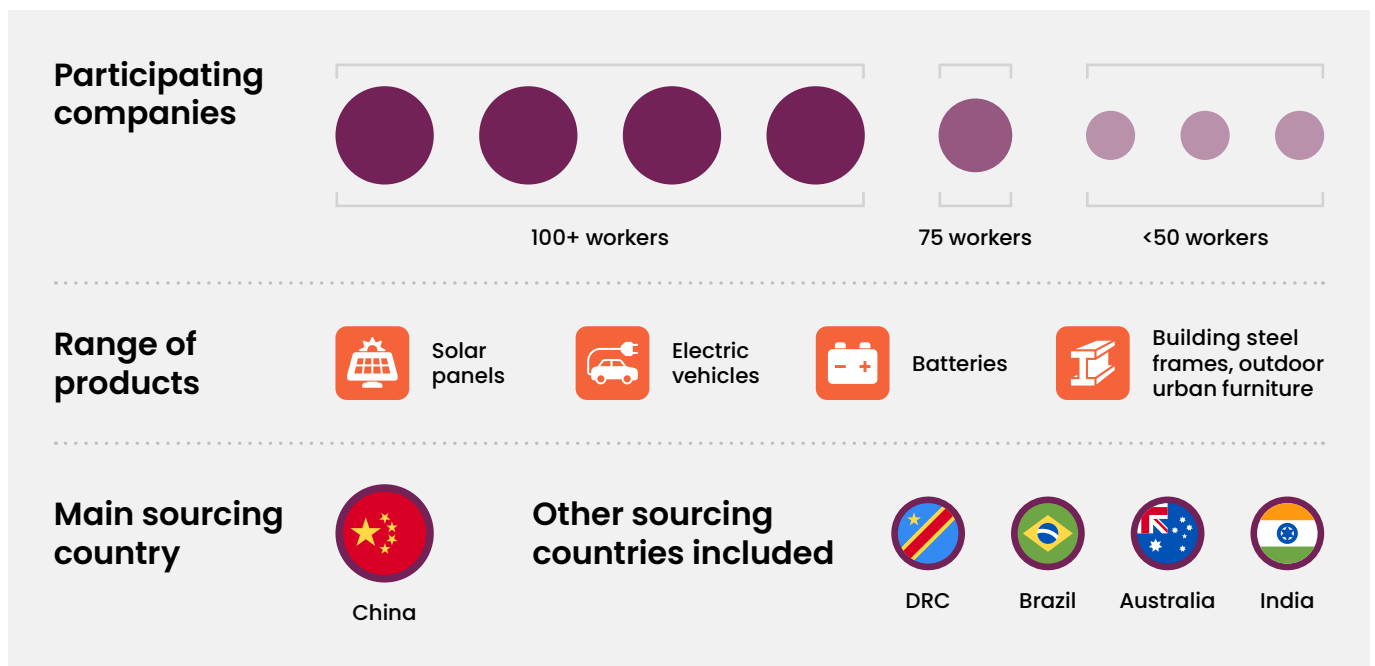 Participating
companies
100+ workers
75 workers
<50 workers
Range of
products
Solar
panels
Electric
vehicles
Batteries
Building steel
frames, outdoor
urban furniture
Main sourcing
country
China
Other sourcing
countries included
DRC
Brazil
Australia
India